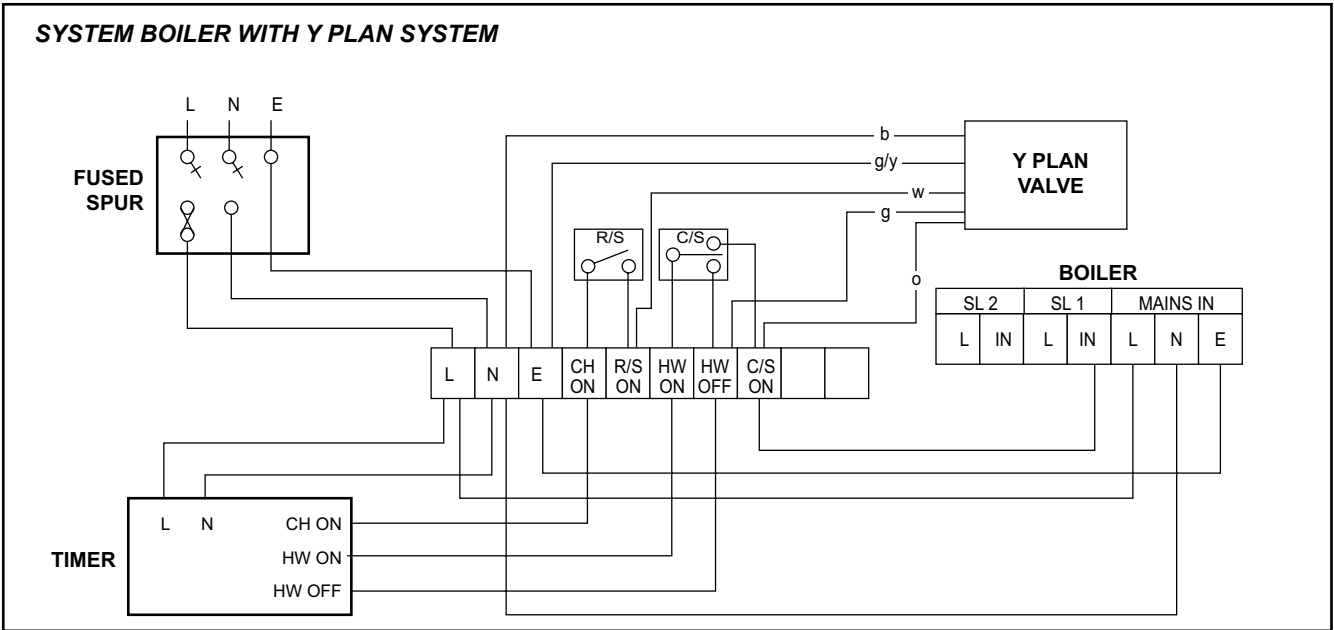 SYSTEM BOILER WITH Y PLAN SYSTEM
L N E
FUSED
SPUR
b
g/y
w
g
o
Y PLAN
VALVE
R/S
C/S
BOILER
SL 2 SL 1 MAINS IN
L IN L IN L N E
L N E CH ON R/S ON HW ON HW OFF C/S ON
TIMER
L N CH ON
HW ON
HW OFF